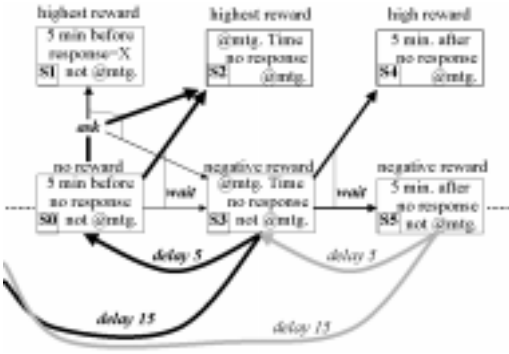 highest reward
5 min before
response=X
S1 not @mtg.
highest reward
@mtg. Time
no response
S2 @mtg.
high reward
5 min. after
no response
S4 @mtg.
ask
no reward
5 min before
no response
S0 not @mtg.
wait
negative reward
@mtg. Time
no response
S3 not @mtg.
wait
negative reward
5 min. after
no response
S5 not @mtg.
delay 5
delay 5
delay 15
delay 15